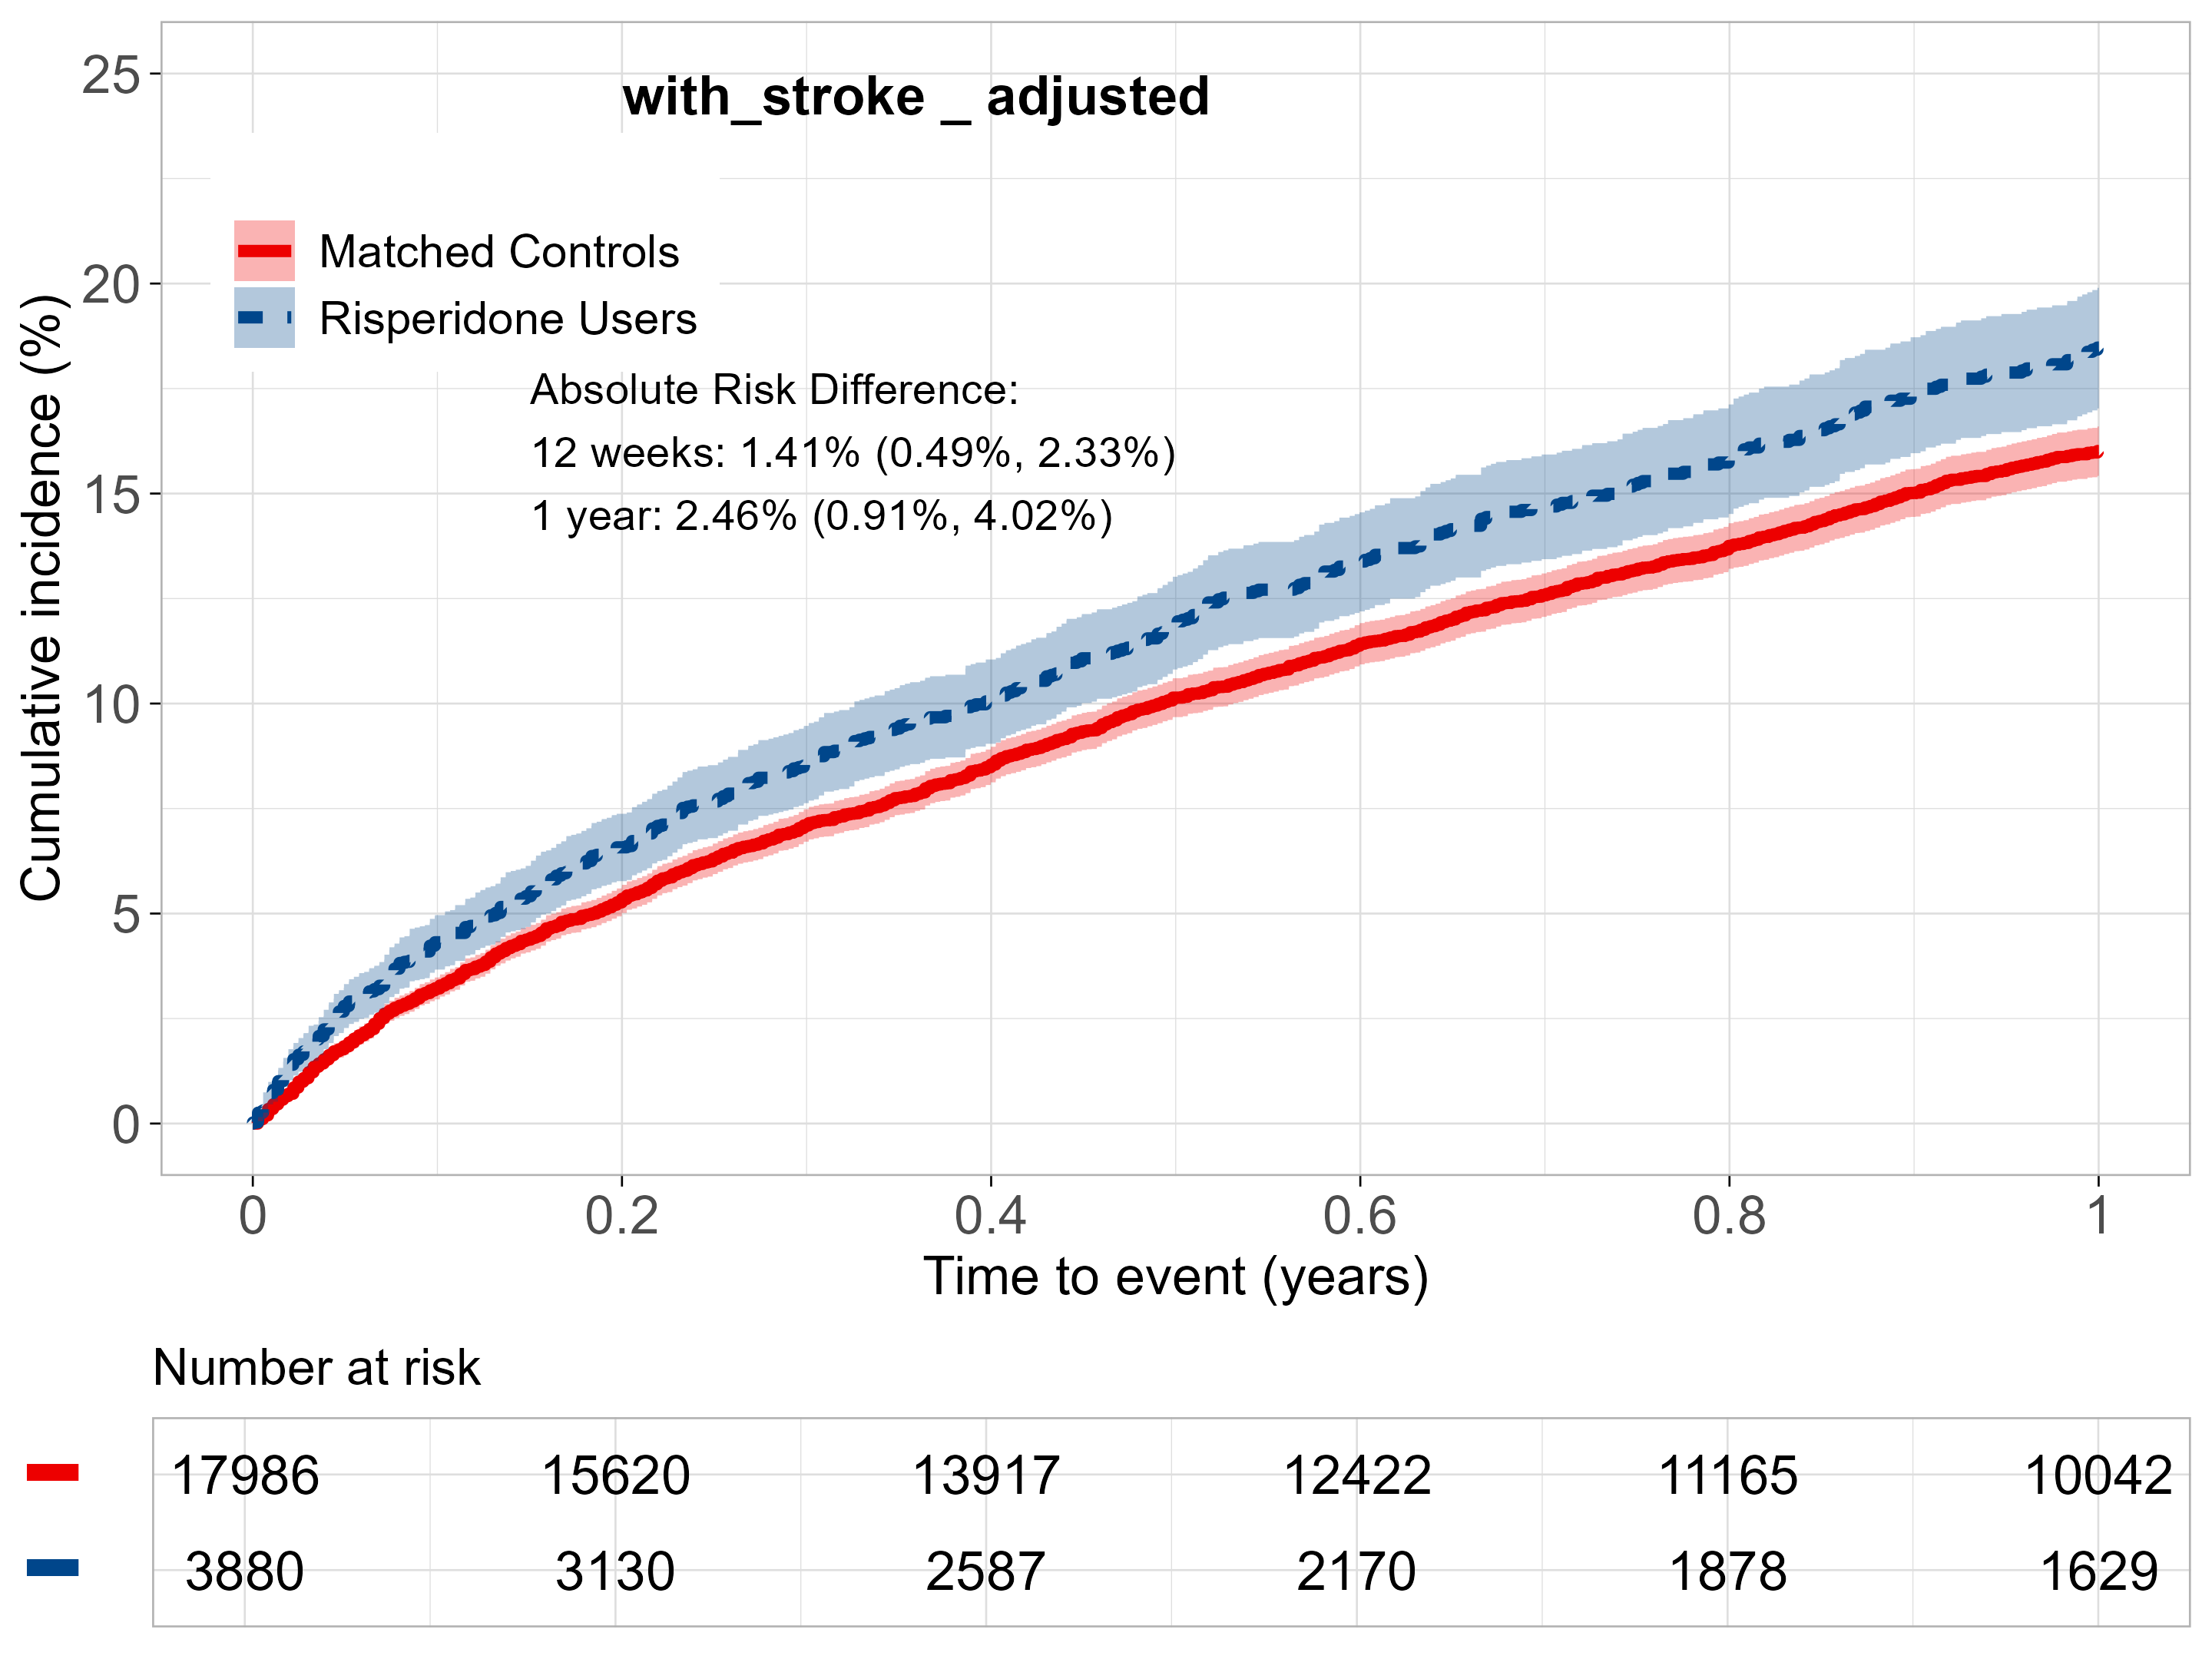 with_stroke _ adjusted
Matched Controls
Risperidone Users
Absolute Risk Difference:
12 weeks: 1.41% (0.49%, 2.33%)
1 year: 2.46% (0.91%, 4.02%)
Cumulative incidence (%)
25
20
15
10
5
0
0 0.2 0.4 0.6 0.8 1
Time to event (years)
Number at risk
17986 15620 13917 12422 11165 10042
3880 3130 2587 2170 1878 1629